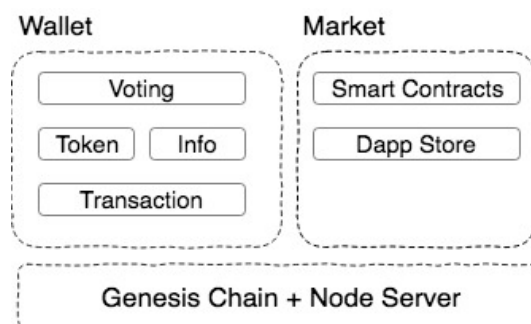 Wallet
Voting
Token
Info
Transaction
Market
Smart Contracts
Dapp Store
Genesis Chain + Node Server